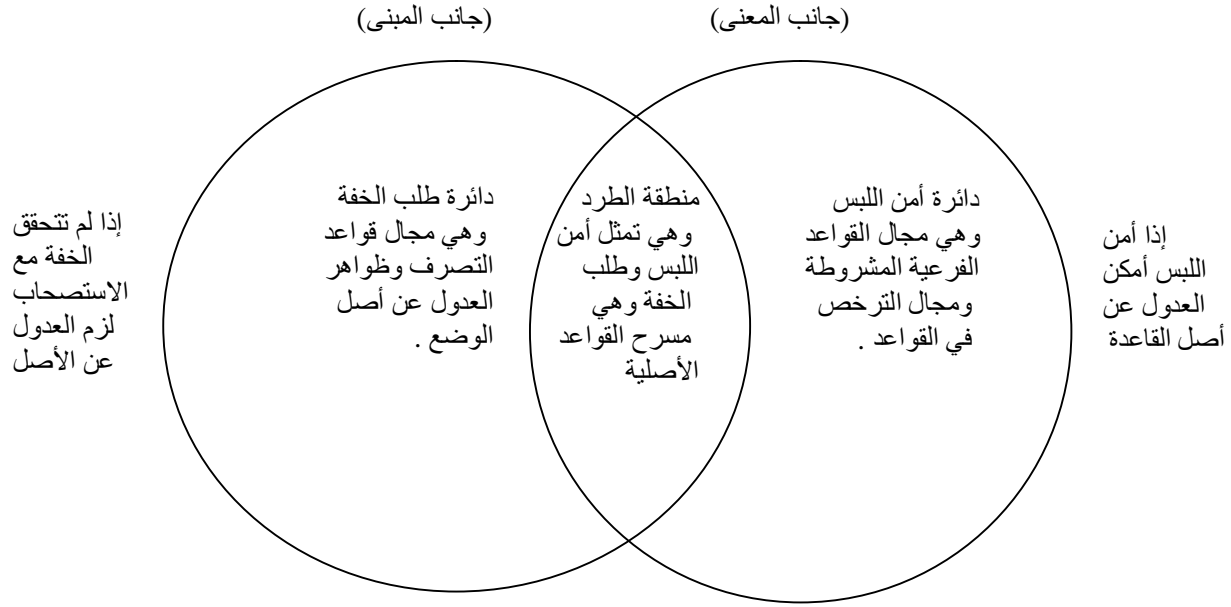 (جانب المعنى)
(جانب المبنى)
إذا أمن
اللبس أمكن
العدول عن
أصل القاعدة
دائرة أمن اللبس
وهي مجال القواعد
الفرعية المشروطة
ومجال الترخص
في القواعد .
منطقة الطرد
وهي تمثل أمن
اللبس وطلب
الخفة وهي
مسرح القواعد
الأصلية
دائرة طلب الخفة
وهي مجال قواعد
التصرف وظواهر
العدول عن أصل
الوضع .
إذا لم تتحقق
الخفة مع
الاستصحاب
لزم العدول
عن الأصل